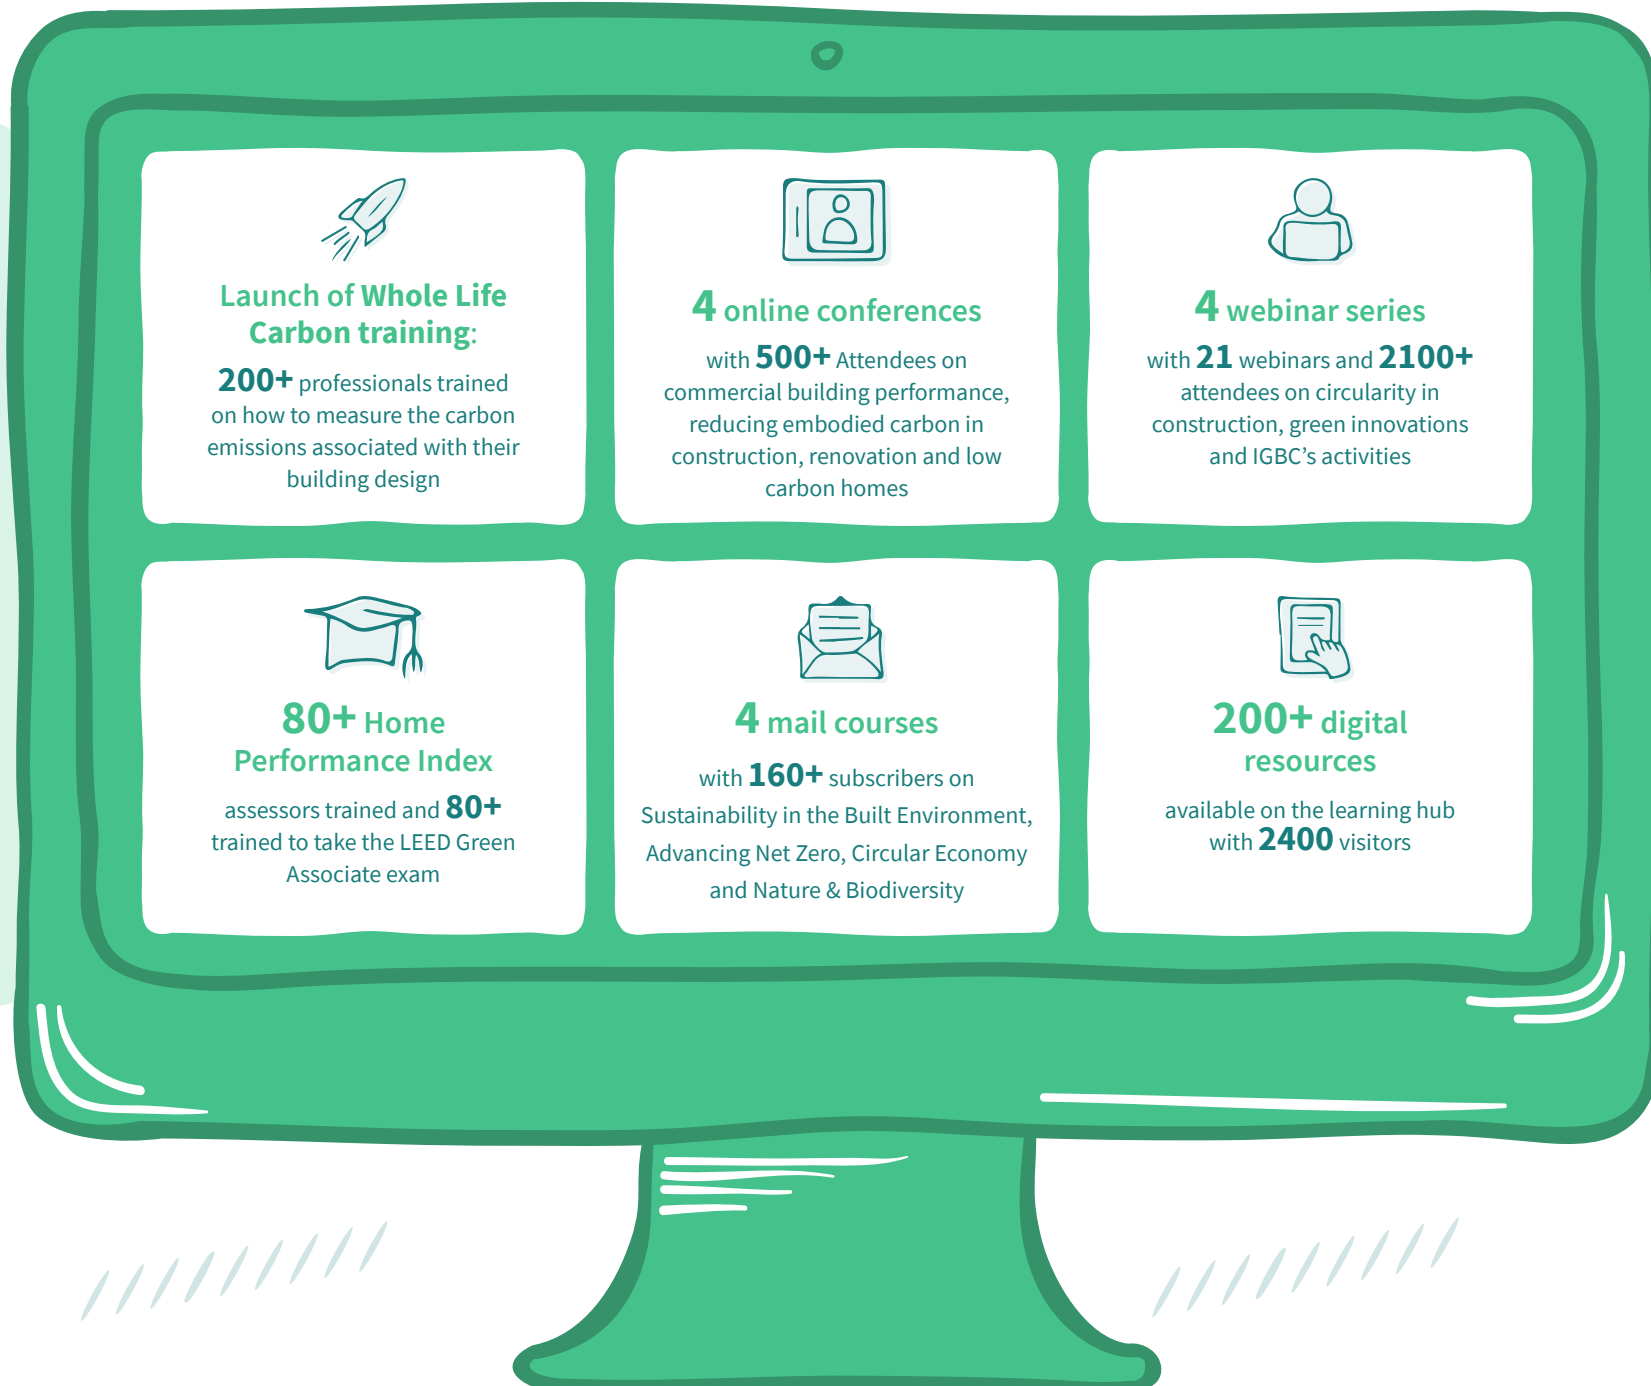 Launch of Whole Life
Carbon training:
200+ professionals trained
on how to measure the carbon
emissions associated with their
building design
4 online conferences
with 500+ Attendees on
commercial building performance,
reducing embodied carbon in
construction, renovation and low
carbon homes
4 webinar series
with 21 webinars and 2100+
attendees on circularity in
construction, green innovations
and IGBC’s activities
80+ Home
Performance Index
assessors trained and 80+
trained to take the LEED Green
Associate exam
4 mail courses
with 160+ subscribers on
Sustainability in the Built Environment,
Advancing Net Zero, Circular Economy
and Nature & Biodiversity
200+ digital
resources
available on the learning hub
with 2400 visitors